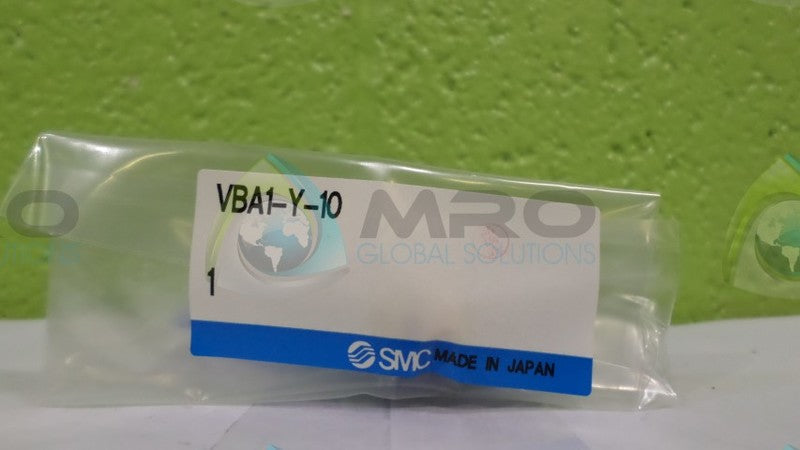 VBA1-Y-10
MRO
GLOBAL SOLUTIONS
1
SMC MADE IN JAPAN